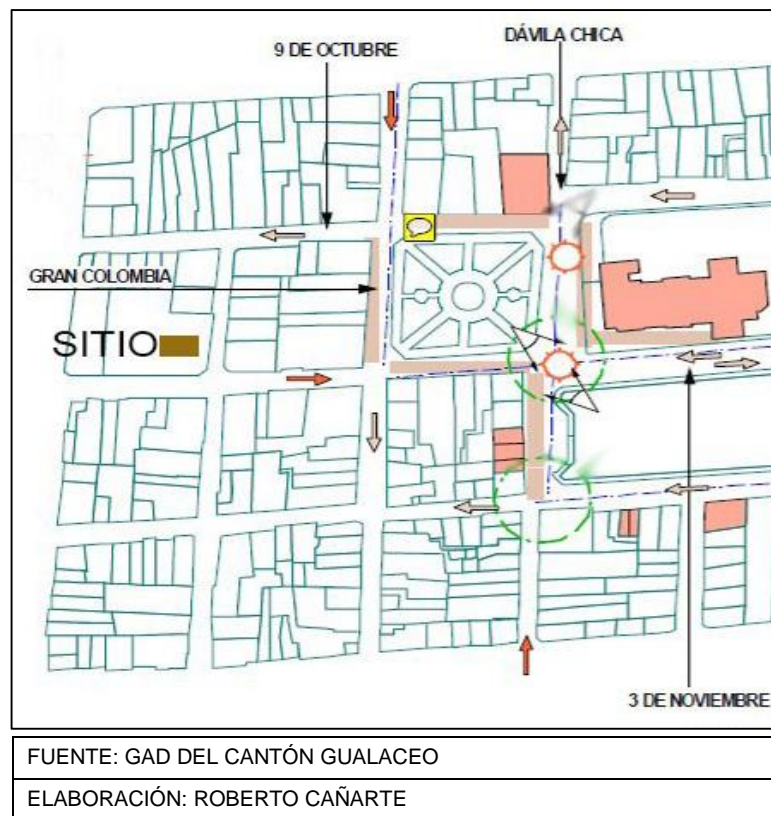 DÁVILA CHICA
9 DE OCTUBRE
GRAN COLOMBIA
SITIO
3 DE NOVIEMBRE
FUENTE: GAD DEL CANTÓN GUALACEO
ELABORACIÓN: ROBERTO CAÑARTE